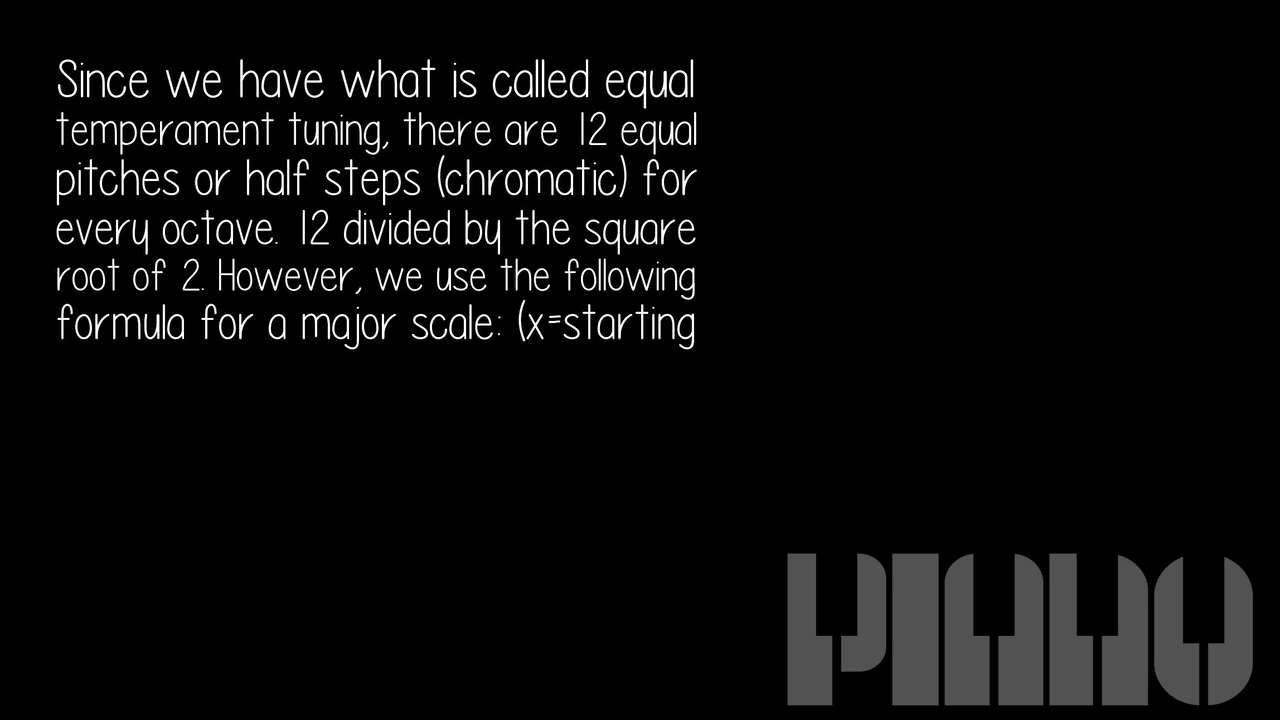 Since we have what is called equal
temperament tuning, there are 12 equal
pitches or half steps (chromatic) for
every octave. 12 divided by the square
root of 2. However, we use the following
formula for a major scale: (x=starting
PIANO